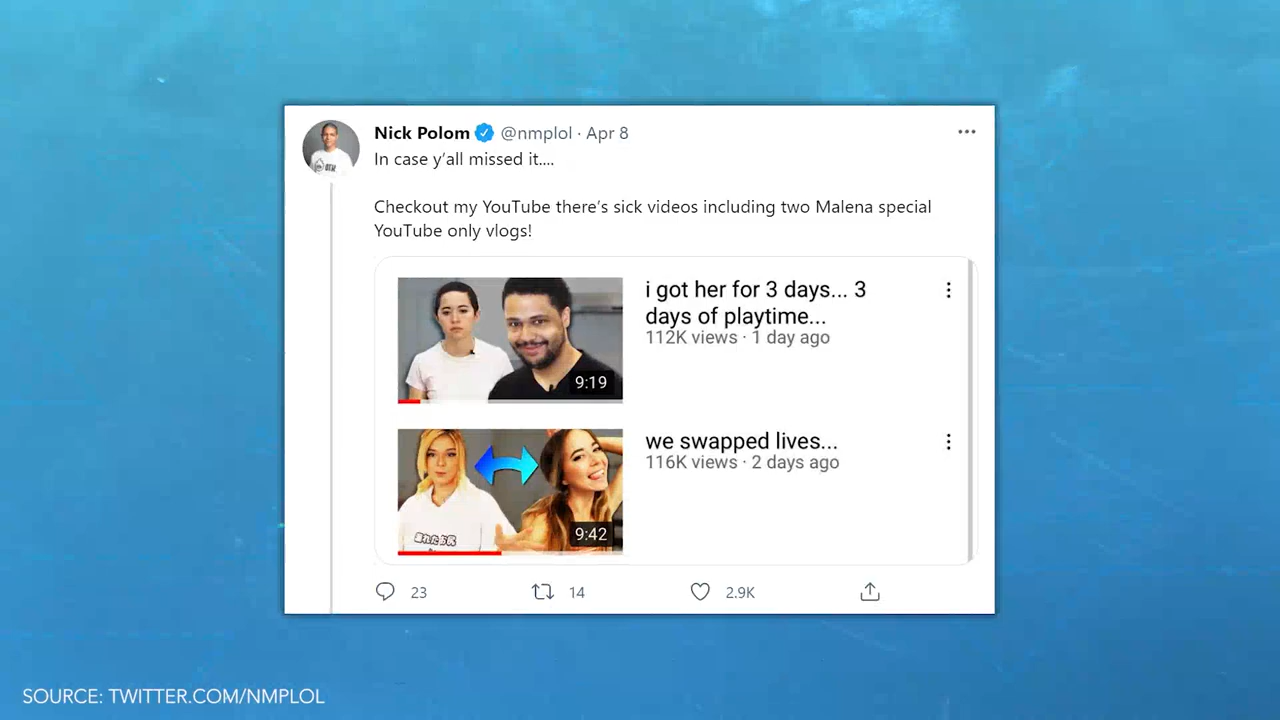 Nick Polom @nmplol · Apr 8
In case y'all missed it....
Checkout my YouTube there's sick videos including two Malena special
YouTube only vlogs!
i got her for 3 days... 3
days of playtime...
112K views · 1 day ago
9:19
we swapped lives...
116K views · 2 days ago
9:42
23
14
2.9K
SOURCE: TWITTER.COM/NMPLOL